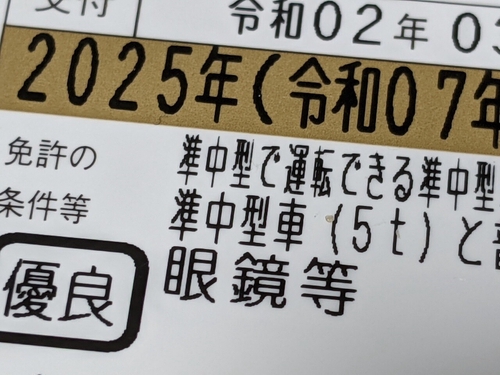 交付 令和02年 03
2025年(令和07年
免許の
条件等
準中型で運転できる準中型
準中型車(5t)と普
眼鏡等
優良